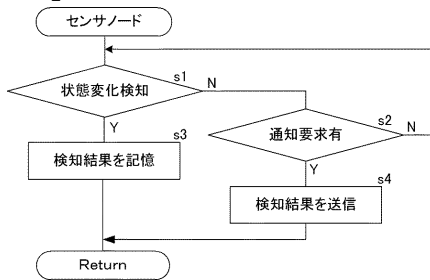 センサノード
s1
状態変化検知
N
Y
s2
通知要求有
N
Y
s3
検知結果を記憶
s4
検知結果を送信
Return